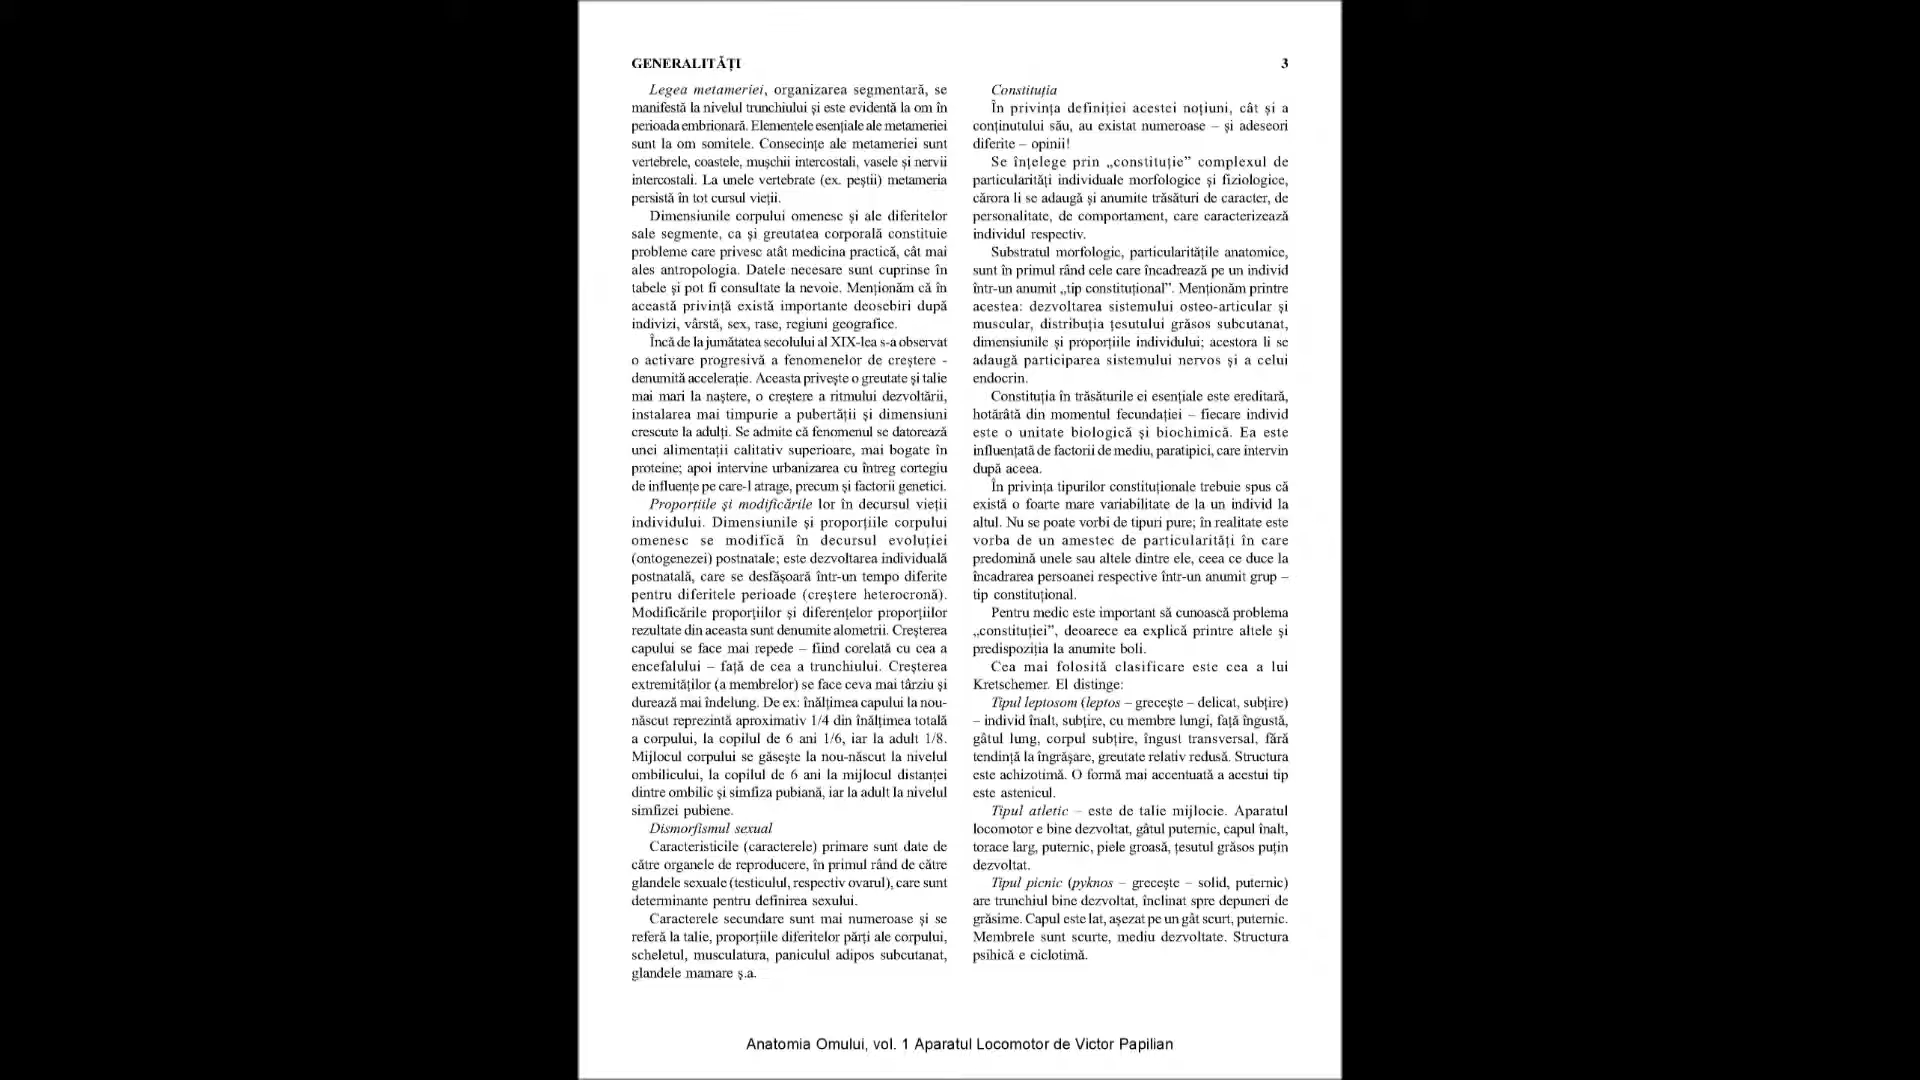 GENERALITĂȚI
3
Legea metameriei, organizarea segmentară, se
manifestă la nivelul trunchiului și este evidentă la om în
perioada embrionară. Elementele esențiale ale metameriei
sunt la om somitele. Consecințe ale metameriei sunt
vertebrele, coastele, mușchii intercostali, vasele și nervii
intercostali. La unele vertebrate (ex. peștii) metameria
persistă în tot cursul vieții.
Dimensiunile corpului omenesc și ale diferitelor
sale segmente, ca și greutatea corporală constituie
probleme care privesc atât medicina practică, cât mai
ales antropologia. Datele necesare sunt cuprinse în
tabele și pot fi consultate la nevoie. Menționăm că în
această privință există importante deosebiri după
indivizi, vârstă, sex, rase, regiuni geografice.
Încă de la jumătatea secolului al XIX-lea s-a observat
o activare progresivă a fenomenelor de creștere -
denumită accelerație. Aceasta privește o greutate și talie
mai mari la naștere, o creștere a ritmului dezvoltării,
instalarea mai timpurie a pubertății și dimensiuni
crescute la adulți. Se admite că fenomenul se datorează
unei alimentații calitativ superioare, mai bogate în
proteine; apoi intervine urbanizarea cu întreg cortegiu
de influențe pe care-l atrage, precum și factorii genetici.
Proporțiile și modificările lor în decursul vieții
individului. Dimensiunile și proporțiile corpului
omenesc se modifică în decursul evoluției
(ontogenezei) postnatale; este dezvoltarea individuală
postnatală, care se desfășoară într-un tempo diferite
pentru diferitele perioade (creștere heterocronă).
Modificările proporțiilor și diferențelor proporțiilor
rezultate din aceasta sunt denumite alometrii. Creșterea
capului se face mai repede – fiind corelată cu cea a
encefalului – față de cea a trunchiului. Creșterea
extremităților (a membrelor) se face ceva mai târziu și
durează mai îndelung. De ex: înălțimea capului la nou-
născut reprezintă aproximativ 1/4 din înălțimea totală
a corpului, la copilul de 6 ani 1/6, iar la adult 1/8.
Mijlocul corpului se găsește la nou-născut la nivelul
ombilicului, la copilul de 6 ani la mijlocul distanței
dintre ombilic și simfiza pubiană, iar la adult la nivelul
simfizei pubiene.
Dismorfismul sexual
Caracteristicile (caracterele) primare sunt date de
către organele de reproducere, în primul rând de către
glandele sexuale (testiculul, respectiv ovarul), care sunt
determinante pentru definirea sexului.
Caracterele secundare sunt mai numeroase și se
referă la talie, proporțiile diferitelor părți ale corpului,
scheletul, musculatura, paniculul adipos subcutanat,
glandele mamare ș.a.
Constituția
În privința definiției acestei noțiuni, cât și a
conținutului său, au existat numeroase – și adeseori
diferite – opinii!
Se înțelege prin „constituție” complexul de
particularități individuale morfologice și fiziologice,
cărora li se adaugă și anumite trăsături de caracter, de
personalitate, de comportament, care caracterizează
individul respectiv.
Substratul morfologic, particularitățile anatomice,
sunt în primul rând cele care încadrează pe un individ
într-un anumit „tip constituțional”. Menționăm printre
acestea: dezvoltarea sistemului osteo-articular și
muscular, distribuția țesutului grăsos subcutanat,
dimensiunile și proporțiile individului; acestora li se
adaugă participarea sistemului nervos și a celui
endocrin.
Constituția în trăsăturile ei esențiale este ereditară,
hotărâtă din momentul fecundației – fiecare individ
este o unitate biologică și biochimică. Ea este
influențată de factorii de mediu, paratipici, care intervin
după aceea.
În privința tipurilor constituționale trebuie spus că
există o foarte mare variabilitate de la un individ la
altul. Nu se poate vorbi de tipuri pure; în realitate este
vorba de un amestec de particularități în care
predomină unele sau altele dintre ele, ceea ce duce la
încadrarea persoanei respective într-un anumit grup –
tip constituțional.
Pentru medic este important să cunoască problema
„constituției”, deoarece ea explică printre altele și
predispoziția la anumite boli.
Cea mai folosită clasificare este cea a lui
Kretschemer. El distinge:
Tipul leptosom (leptos – grecește – delicat, subțire)
– individ înalt, subțire, cu membre lungi, față îngustă,
gâtul lung, corpul subțire, îngust transversal, fără
tendință la îngrășare, greutate relativ redusă. Structura
este achizotimă. O formă mai accentuată a acestui tip
este astenicul.
Tipul atletic – este de talie mijlocie. Aparatul
locomotor e bine dezvoltat, gâtul puternic, capul înalt,
torace larg, puternic, piele groasă, țesutul grăsos puțin
dezvoltat.
Tipul picnic (pyknos – grecește – solid, puternic)
are trunchiul bine dezvoltat, înclinat spre depuneri de
grăsime. Capul este lat, așezat pe un gât scurt, puternic.
Membrele sunt scurte, mediu dezvoltate. Structura
psihică e ciclotimă.
Anatomia Omului, vol. 1 Aparatul Locomotor de Victor Papilian